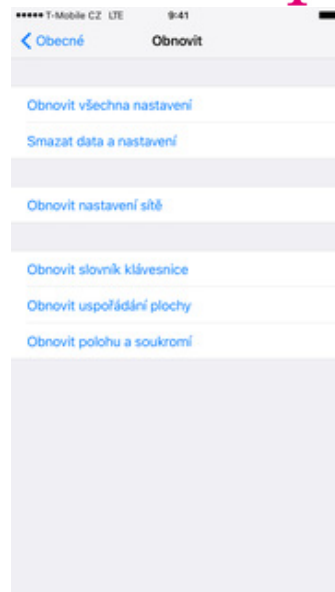 T-Mobile CZ LTE 9:41
Obecné Obnovit
Obnovit všechna nastavení
Smazat data a nastavení
Obnovit nastavení sítě
Obnovit slovník klávesnice
Obnovit uspořádání plochy
Obnovit polohu a soukromí